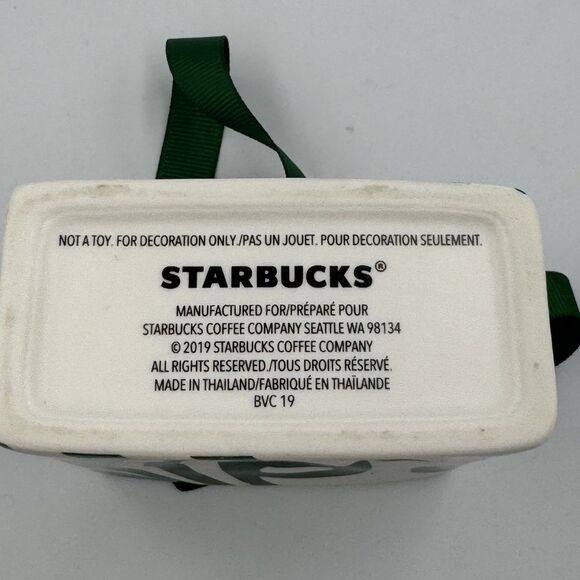 NOT A TOY. FOR DECORATION ONLY./PAS UN JOUET. POUR DECORATION SEULEMENT.
STARBUCKS®
MANUFACTURED FOR/PRÉPARÉ POUR
STARBUCKS COFFEE COMPANY SEATTLE WA 98134
© 2019 STARBUCKS COFFEE COMPANY
ALL RIGHTS RESERVED./TOUS DROITS RÉSERVÉ.
MADE IN THAILAND/FABRIQUÉ EN THAÏLANDE
BVC 19